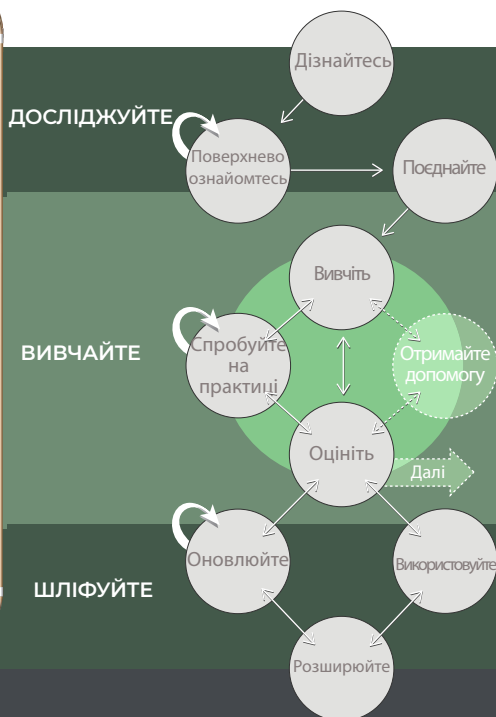 Дізнайтесь
ДОСЛІДЖУЙТЕ
Поверхнево
ознайомтесь
Поєднайте
Вивчіть
ВИВЧАЙТЕ
Спробуйте
на
практиці
Отримайте
допомогу
Оцініть
Далі
Оновлюйте
Використовуйте
ШЛІФУЙТЕ
Розширюйте